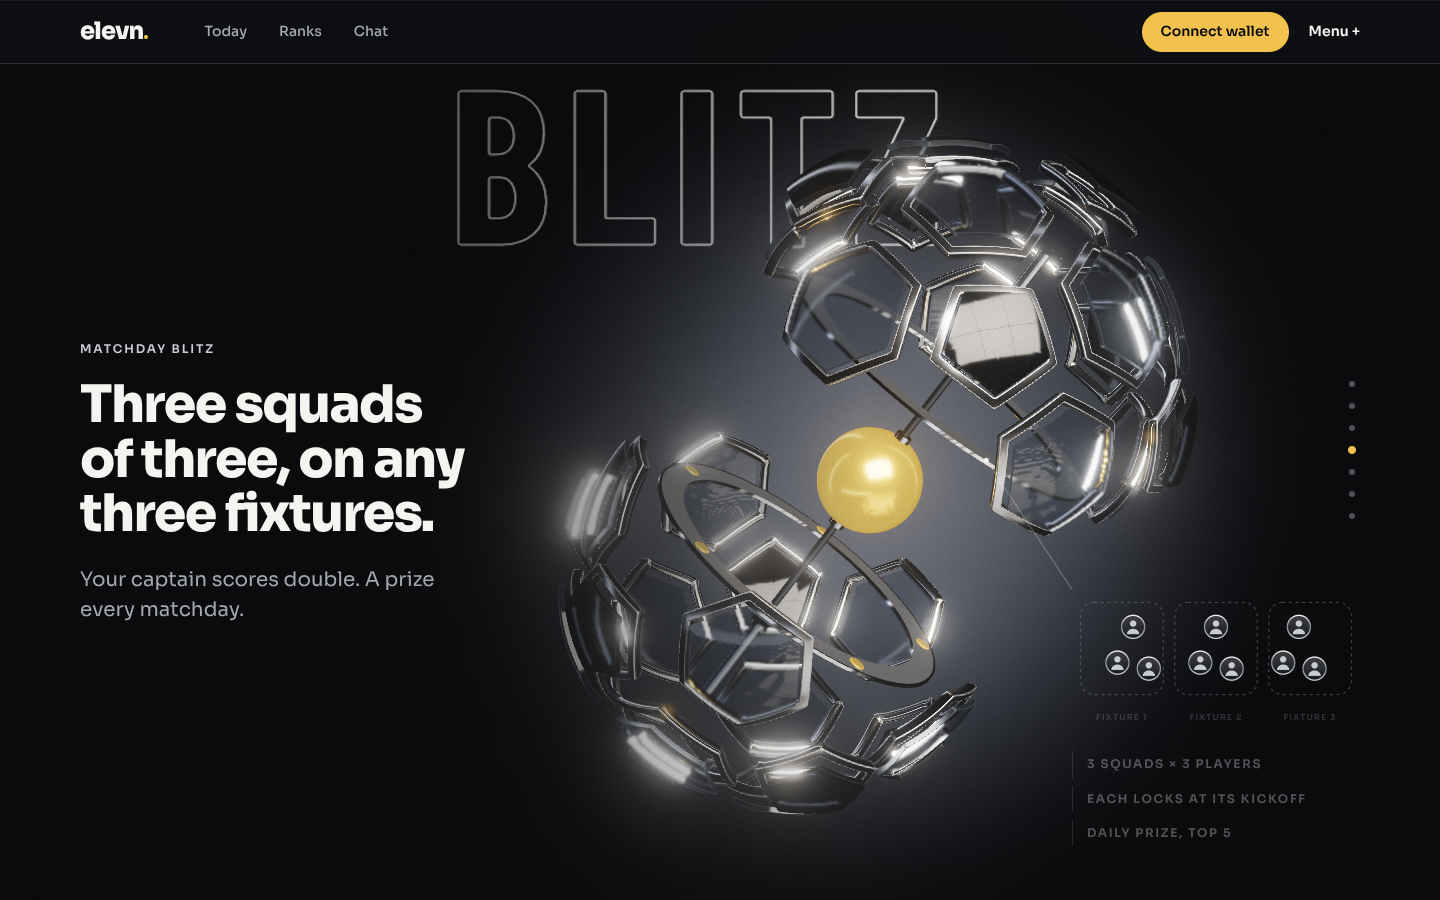 elevn.
Today
Ranks
Chat
Connect wallet
Menu +
BLITZ
MATCHDAY BLITZ
Three squads
of three, on any
three fixtures.
Your captain scores double. A prize
every matchday.
FIXTURE 1
FIXTURE 2
FIXTURE 3
3 SQUADS × 3 PLAYERS
EACH LOCKS AT ITS KICKOFF
DAILY PRIZE, TOP 5